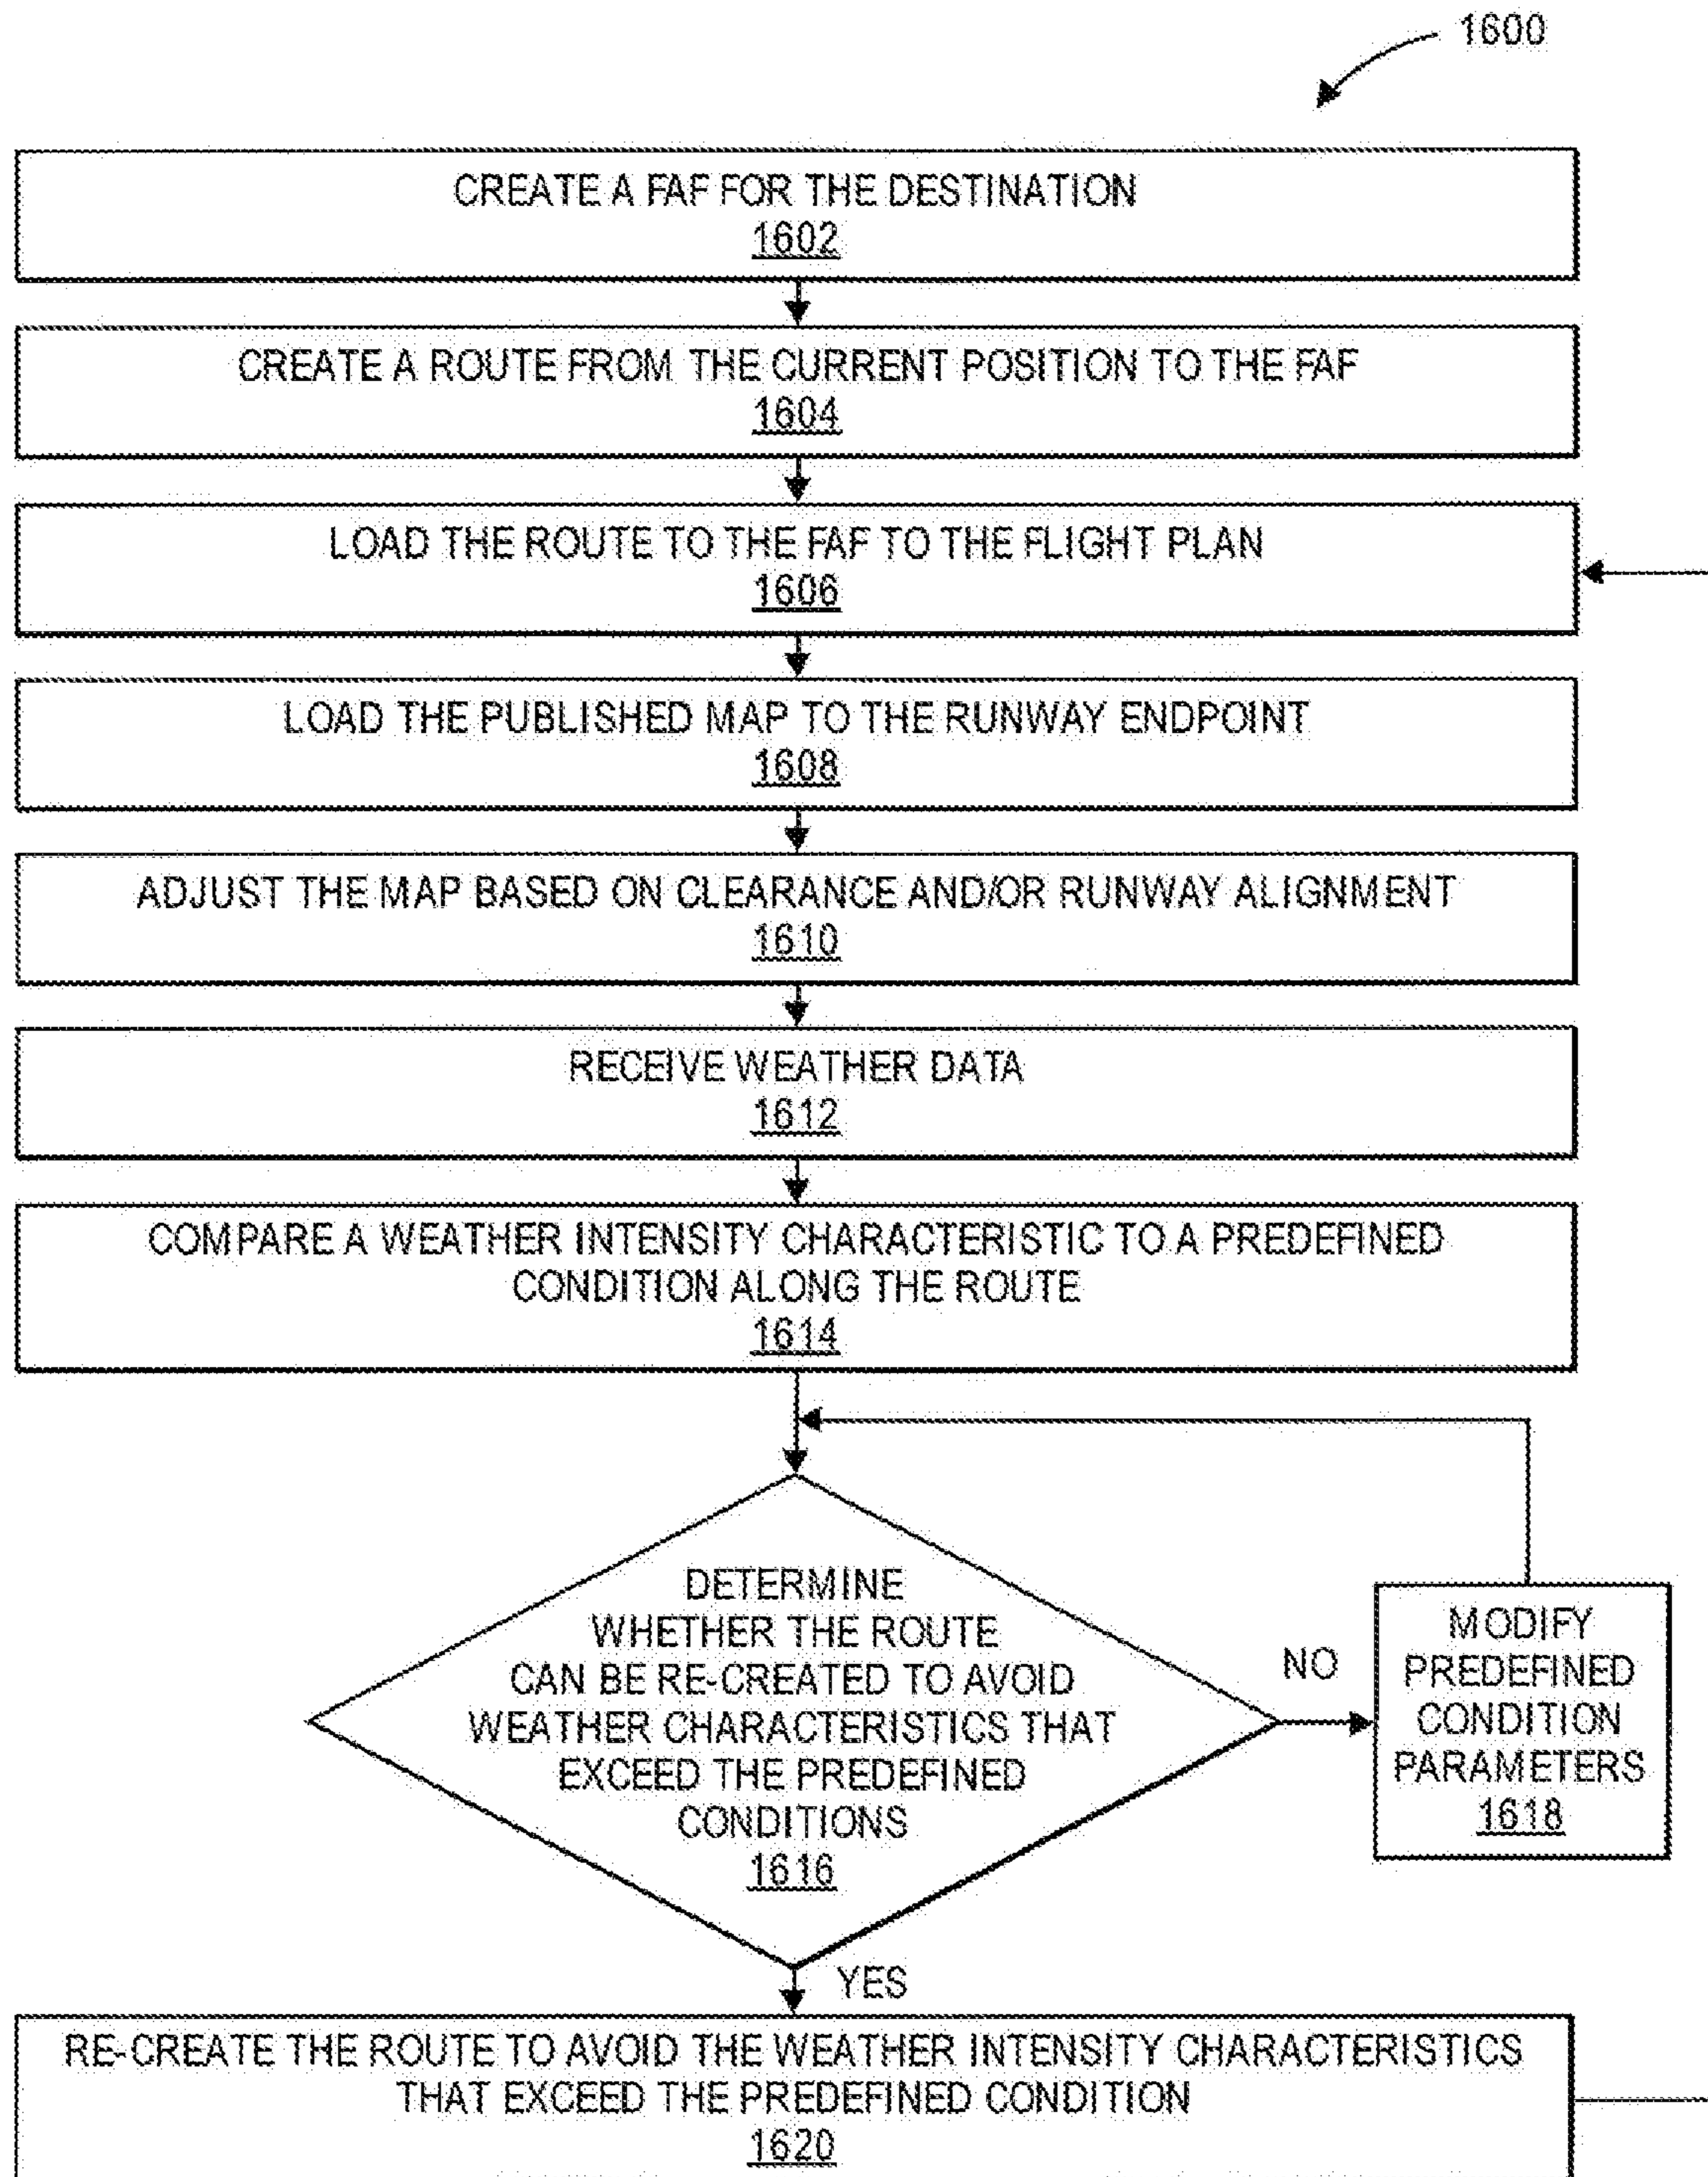 1600
CREATE A FAF FOR THE DESTINATION
1602
CREATE A ROUTE FROM THE CURRENT POSITION TO THE FAF
1604
LOAD THE ROUTE TO THE FAF TO THE FLIGHT PLAN
1606
LOAD THE PUBLISHED MAP TO THE RUNWAY ENDPOINT
1608
ADJUST THE MAP BASED ON CLEARANCE AND/OR RUNWAY ALIGNMENT
1610
RECEIVE WEATHER DATA
1612
COMPARE A WEATHER INTENSITY CHARACTERISTIC TO A PREDEFINED
CONDITION ALONG THE ROUTE
1614
DETERMINE
WHETHER THE ROUTE
CAN BE RE-CREATED TO AVOID
WEATHER CHARACTERISTICS THAT
EXCEED THE PREDEFINED
CONDITIONS
1616
NO
MODIFY
PREDEFINED
CONDITION
PARAMETERS
1618
YES
RE-CREATE THE ROUTE TO AVOID THE WEATHER INTENSITY CHARACTERISTICS
THAT EXCEED THE PREDEFINED CONDITION
1620